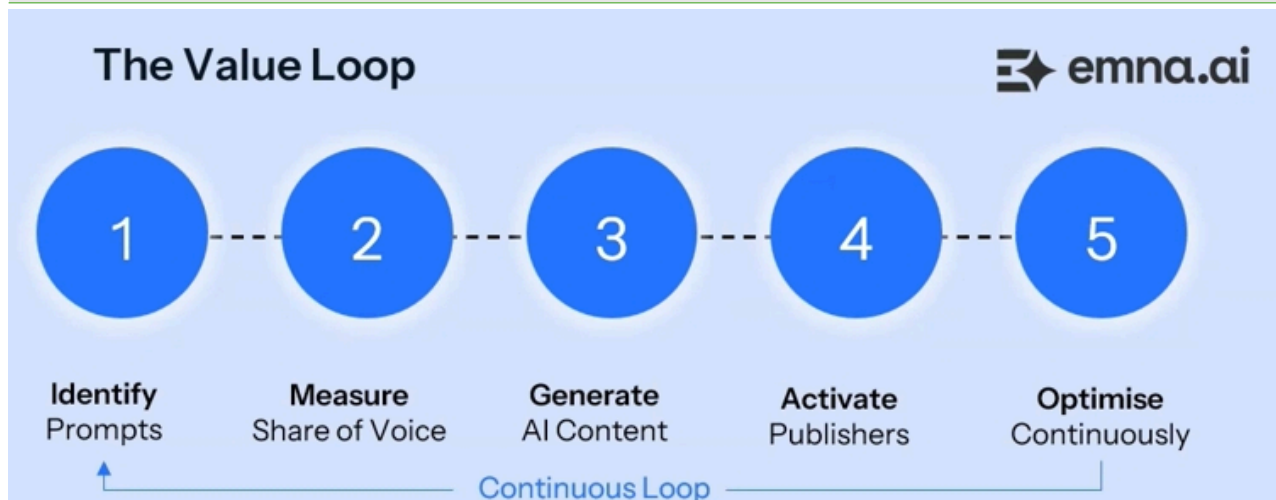 The Value Loop
emna.ai
1
2
3
4
5
Identify
Prompts
Measure
Share of Voice
Generate
AI Content
Activate
Publishers
Optimise
Continuously
Continuous Loop